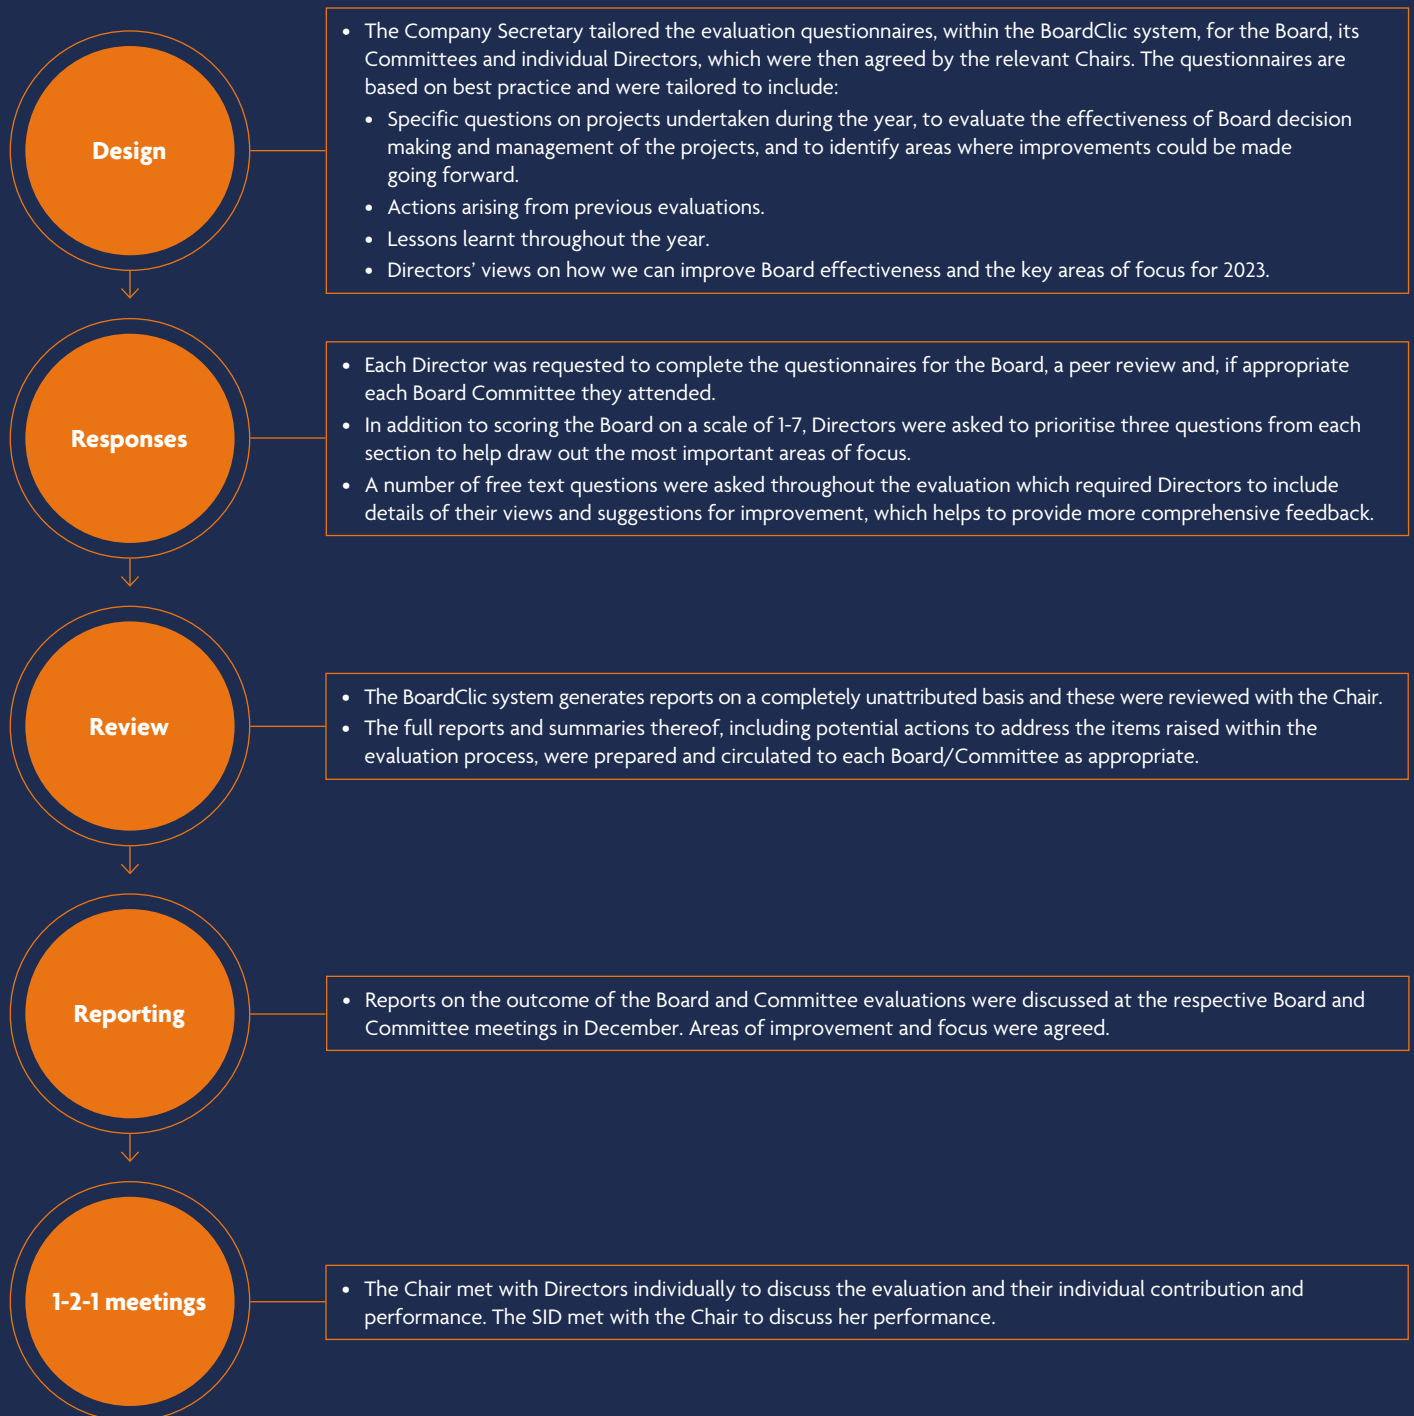 Design
• The Company Secretary tailored the evaluation questionnaires, within the BoardClic system, for the Board, its
Committees and individual Directors, which were then agreed by the relevant Chairs. The questionnaires are
based on best practice and were tailored to include:
• Specific questions on projects undertaken during the year, to evaluate the effectiveness of Board decision
making and management of the projects, and to identify areas where improvements could be made
going forward.
• Actions arising from previous evaluations.
• Lessons learnt throughout the year.
• Directors’ views on how we can improve Board effectiveness and the key areas of focus for 2023.
Responses
• Each Director was requested to complete the questionnaires for the Board, a peer review and, if appropriate
each Board Committee they attended.
• In addition to scoring the Board on a scale of 1-7, Directors were asked to prioritise three questions from each
section to help draw out the most important areas of focus.
• A number of free text questions were asked throughout the evaluation which required Directors to include
details of their views and suggestions for improvement, which helps to provide more comprehensive feedback.
Review
• The BoardClic system generates reports on a completely unattributed basis and these were reviewed with the Chair.
• The full reports and summaries thereof, including potential actions to address the items raised within the
evaluation process, were prepared and circulated to each Board/Committee as appropriate.
Reporting
• Reports on the outcome of the Board and Committee evaluations were discussed at the respective Board and
Committee meetings in December. Areas of improvement and focus were agreed.
1-2-1 meetings
• The Chair met with Directors individually to discuss the evaluation and their individual contribution and
performance. The SID met with the Chair to discuss her performance.